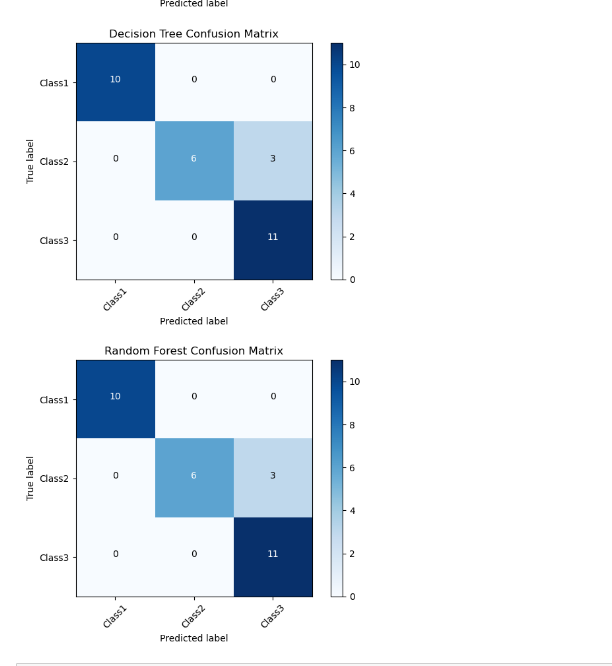 Predicted label
Decision Tree Confusion Matrix
Class1 10 0 0 10
8
Class2 0 6 3 6
4
Class3 0 0 11 2
0
True label
Class1 Class2 Class3
Predicted label
Random Forest Confusion Matrix
Class1 10 0 0 10
8
Class2 0 6 3 6
4
Class3 0 0 11 2
0
True label
Class1 Class2 Class3
Predicted label